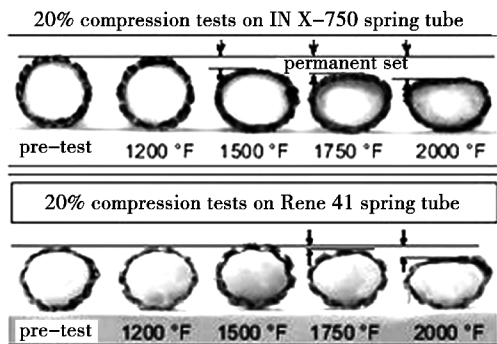 20% compression tests on IN X-750 spring tube
permanent set
pre-test 1200 °F 1500 °F 1750 °F 2000 °F
20% compression tests on Rene 41 spring tube
pre-test 1200 °F 1500 °F 1750 °F 2000 °F